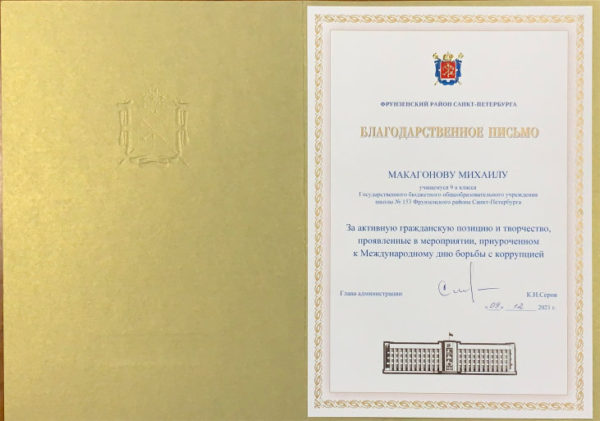 ФРУНЗЕНСКИЙ РАЙОН САНКТ-ПЕТЕРБУРГА
БЛАГОДАРСТВЕННОЕ ПИСЬМО
МАКАГОНОВУ МИХАИЛУ
учащемуся 9 а класса
Государственного бюджетного общеобразовательного учреждения
школы № 153 Фрунзенского района Санкт-Петербурга
За активную гражданскую позицию и творчество,
проявленные в мероприятии, приуроченном
к Международному дню борьбы с коррупцией
Глава администрации К.Н.Серов
«09» 12 2021 г.